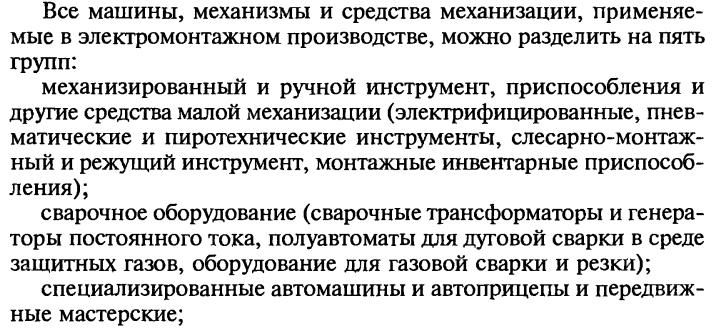 Все машины, механизмы и средства механизации, применяе-
мые в электромонтажном производстве, можно разделить на пять
групп:
механизированный и ручной инструмент, приспособления и
другие средства малой механизации (электрифицированные, пнев-
матические и пиротехнические инструменты, слесарно-монтаж-
ный и режущий инструмент, монтажные инвентарные приспособ-
ления);
сварочное оборудование (сварочные трансформаторы и генера-
торы постоянного тока, полуавтоматы для дуговой сварки в среде
защитных газов, оборудование для газовой сварки и резки);
специализированные автомашины и автоприцепы и передвиж-
ные мастерские;